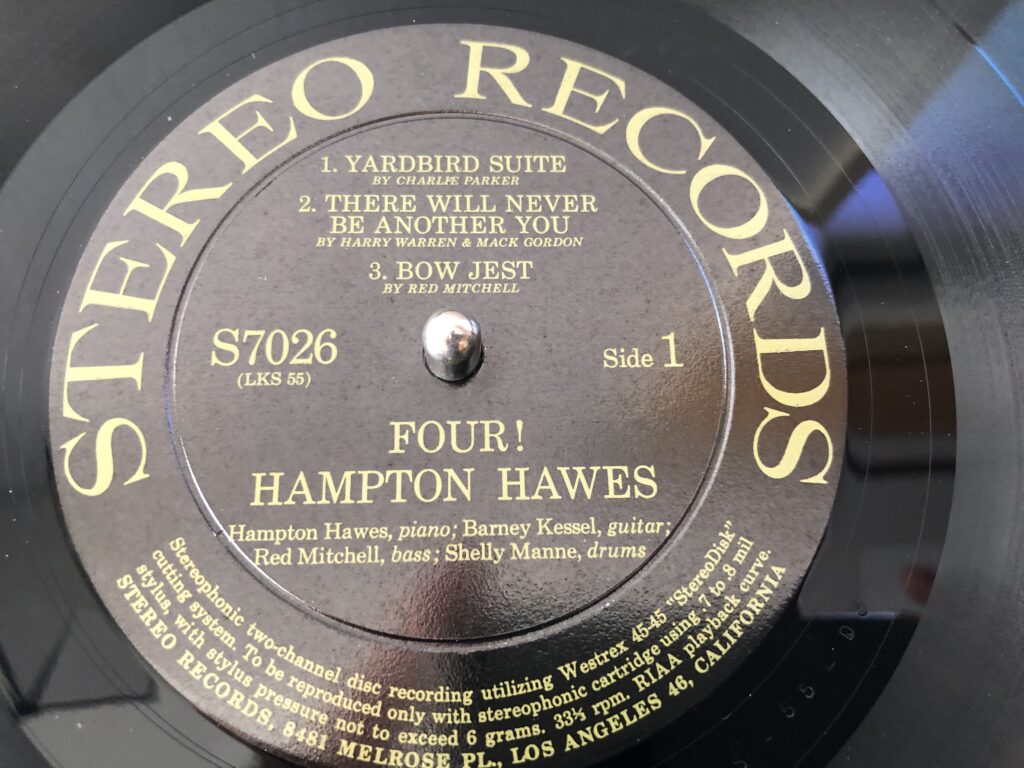 STEREO RECORDS
1. YARDBIRD SUITE
BY CHARLIE PARKER
2. THERE WILL NEVER
BE ANOTHER YOU
BY HARRY WARREN & MACK GORDON
3. BOW JEST
BY RED MITCHELL
S7026
(LKS 55)
Side 1
FOUR!
HAMPTON HAWES
Hampton Hawes, piano; Barney Kessel, guitar;
Red Mitchell, bass; Shelly Manne, drums
Stereophonic two-channel disc recording utilizing Westrex 45-45 "StereoDisk"
cutting system. To be reproduced only with stereophonic cartridge using .7 to .8 mil
stylus, with stylus pressure not to exceed 6 grams. 33⅓ rpm. RIAA playback curve.
STEREO RECORDS, 8481 MELROSE PL., LOS ANGELES 46, CALIFORNIA